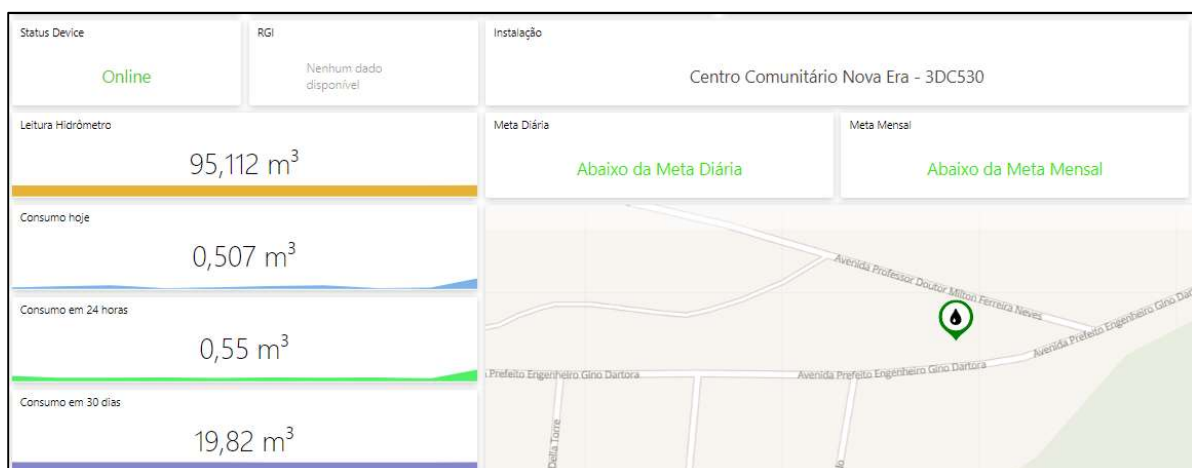 Status Device
Online
RGI
Nenhum dado
disponível
Instalação
Centro Comunitário Nova Era - 3DC530
Leitura Hidrômetro
95,112 m³
Meta Diária
Abaixo da Meta Diária
Meta Mensal
Abaixo da Meta Mensal
Consumo hoje
0,507 m³
Consumo em 24 horas
0,55 m³
Consumo em 30 dias
19,82 m³
Avenida Professor Doutor Milton Ferreira Neves
Avenida Prefeito Engenheiro Gino Dar
Prefeito Engenheiro Gino Dartora
Avenida Prefeito Engenheiro Gino Dartora
Della Torre